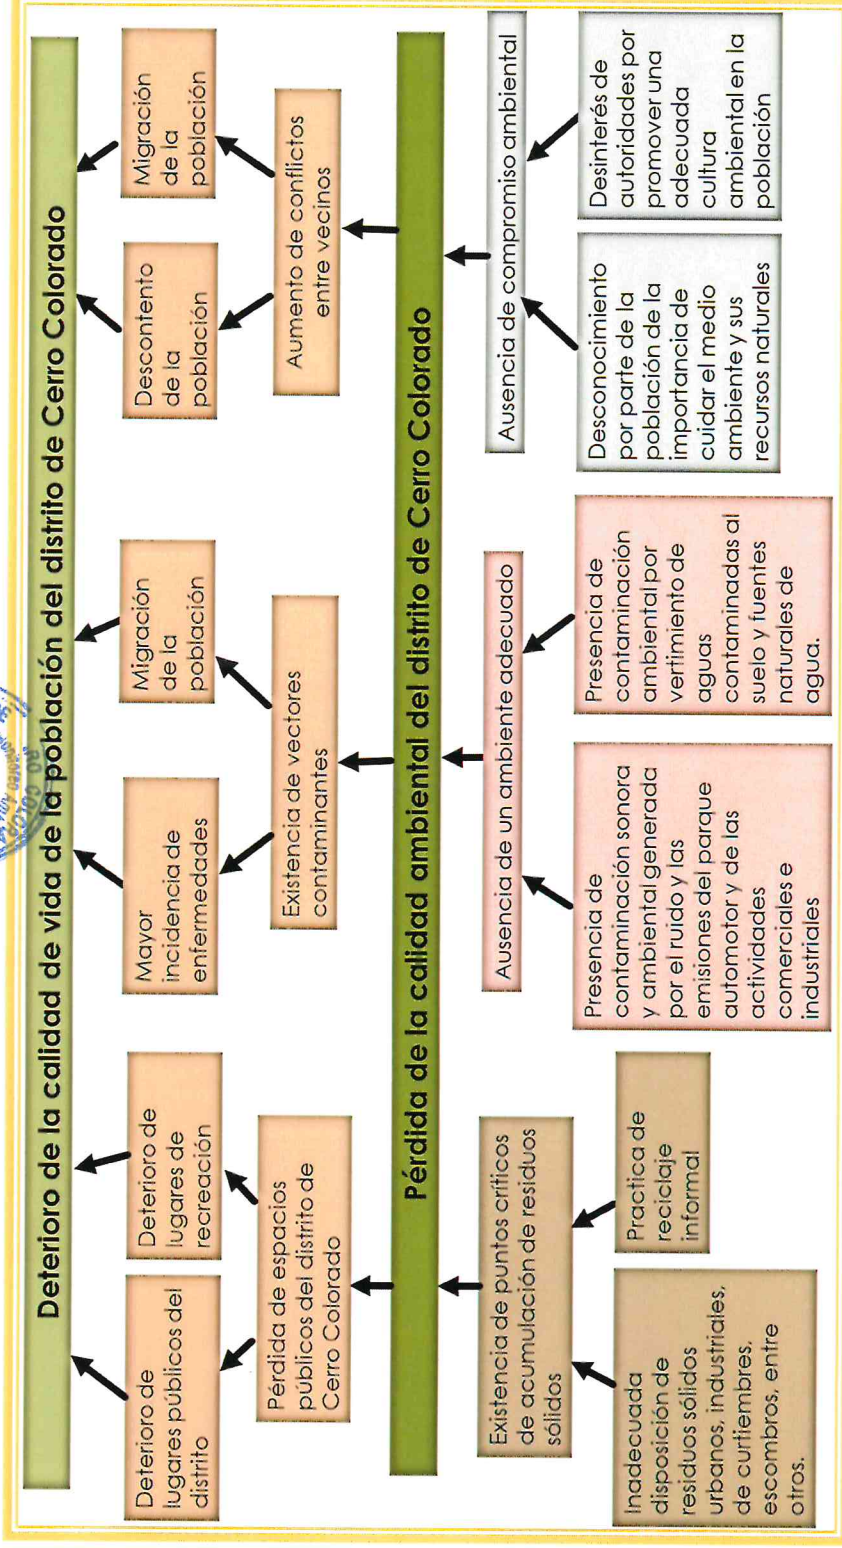 Deterioro de la calidad de vida de la población del distrito de Cerro Colorado
Deterioro de
lugares públicos del
distrito
Deterioro de
lugares de
recreación
Mayor
incidencia de
enfermedades
Migración
de la
población
Descontento
de la
población
Migración
de la
población
Pérdida de espacios
públicos del distrito de
Cerro Colorado
Existencia de vectores
contaminantes
Aumento de conflictos
entre vecinos
Pérdida de la calidad ambiental del distrito de Cerro Colorado
Existencia de puntos críticos
de acumulación de residuos
sólidos
Ausencia de un ambiente adecuado
Ausencia de compromiso ambiental
Inadecuada
disposición de
residuos sólidos
urbanos, industriales,
de curtiembres,
escombros, entre
otros.
Practica de
reciclaje
informal
Presencia de
contaminación sonora
y ambiental generada
por el ruido y las
emisiones del parque
automotor y de las
actividades
comerciales e
industriales
Presencia de
contaminación
ambiental por
vertimiento de
aguas
contaminadas al
suelo y fuentes
naturales de
agua.
Desconocimiento
por parte de la
población de la
importancia de
cuidar el medio
ambiente y sus
recursos naturales
Desinterés de
autoridades por
promover una
adecuada
cultura
ambiental en la
población